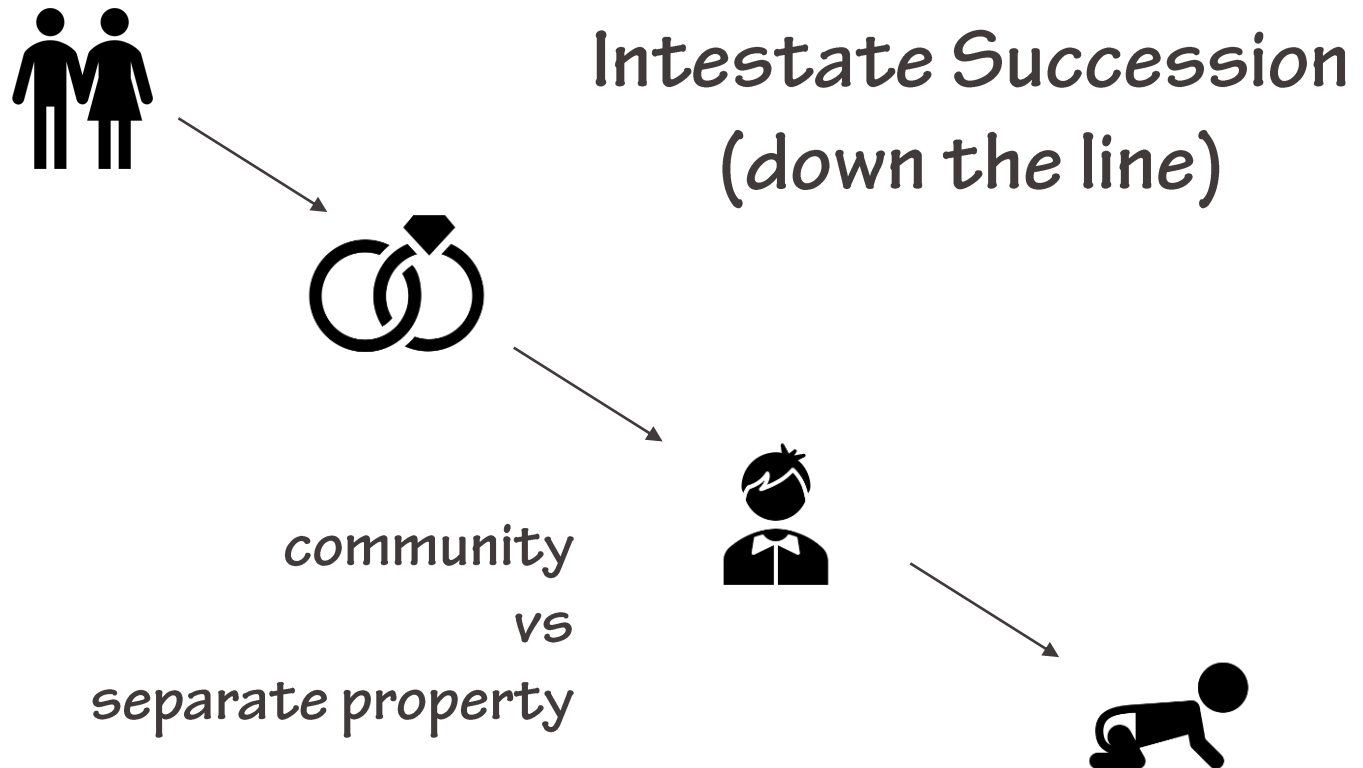 Intestate Succession
(down the line)
community
vs
separate property